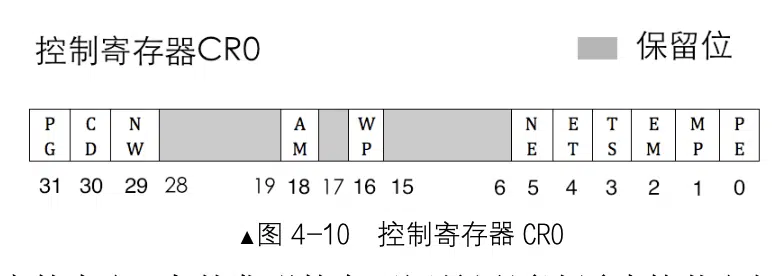 控制寄存器CR0
保留位
PG CD NW AM WP NE ET TS EM MP PE
31 30 29 28 19 18 17 16 15 6 5 4 3 2 1 0
▲图 4-10 控制寄存器 CR0